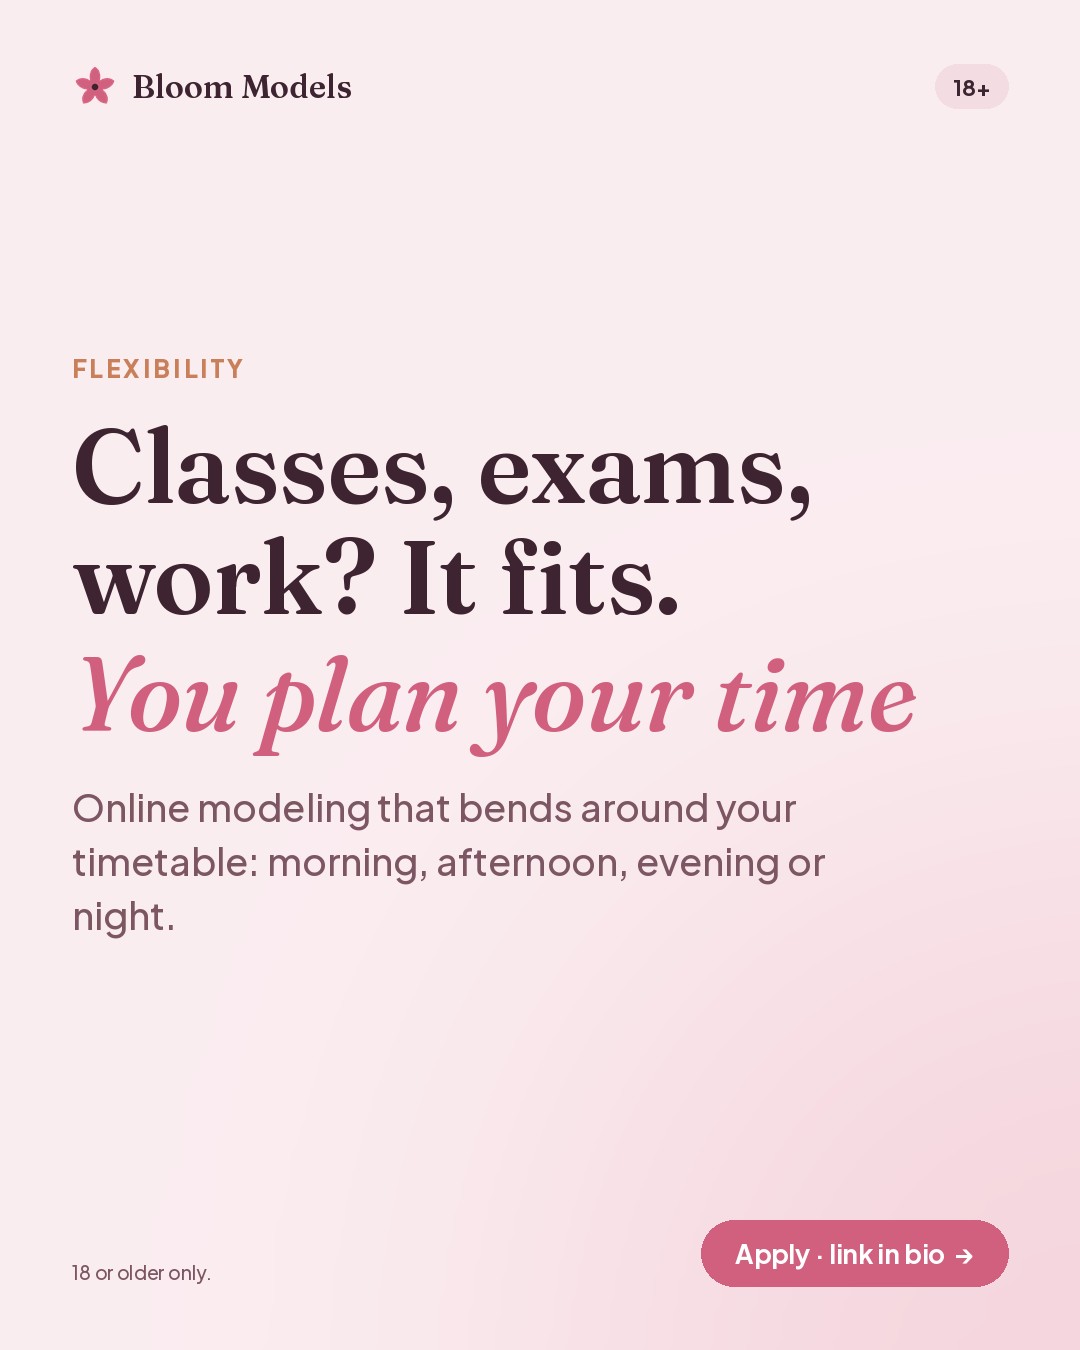 Bloom Models
18+
FLEXIBILITY
Classes, exams,
work? It fits.
You plan your time
Online modeling that bends around your
timetable: morning, afternoon, evening or
night.
18 or older only.
Apply · link in bio →